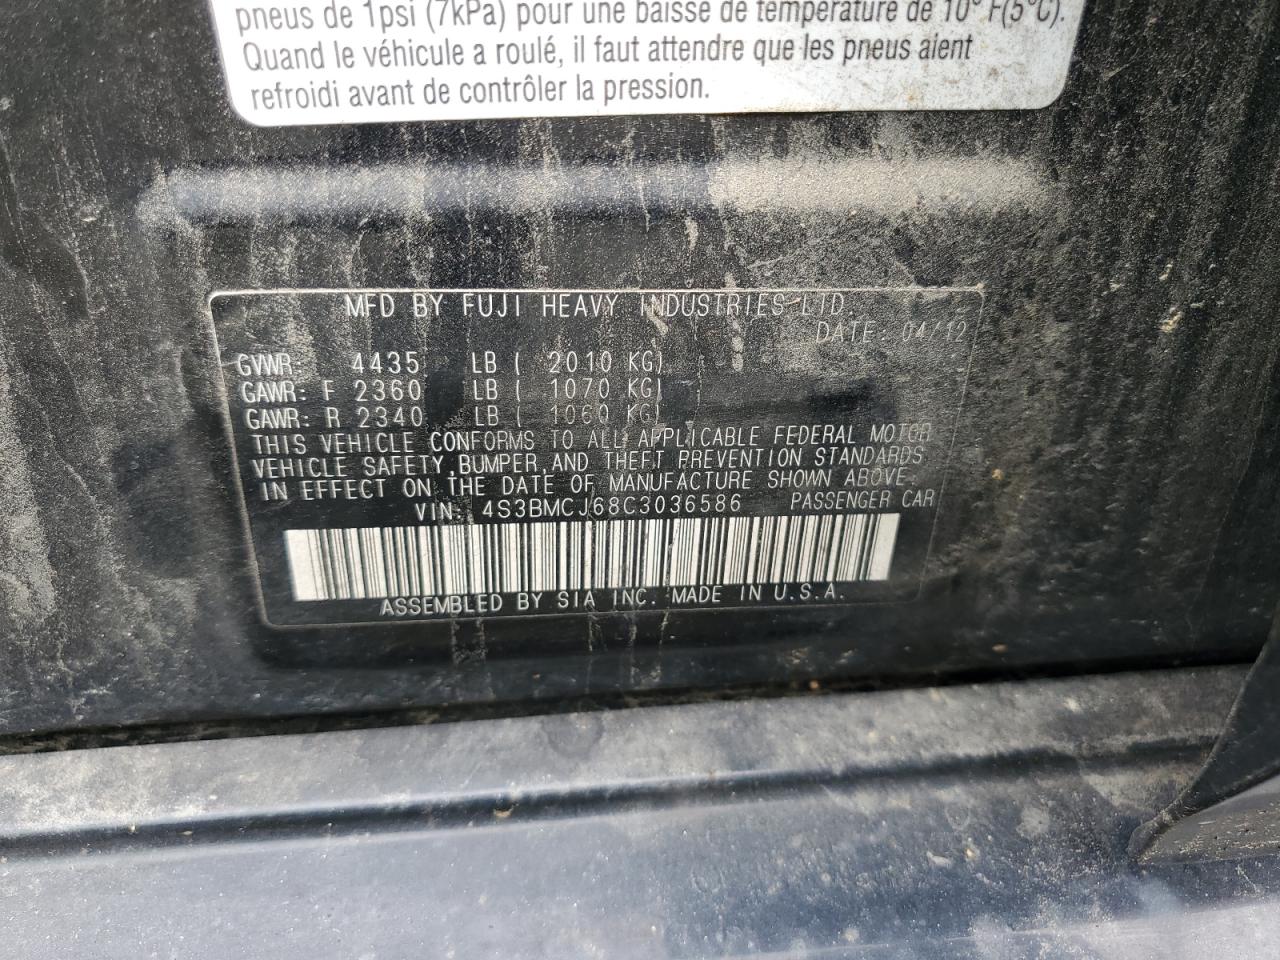 pneus de 1psi (7kPa) pour une baisse de température de 10° F(5°C).
Quand le véhicule a roulé, il faut attendre que les pneus aient
refroidi avant de contrôler la pression.
MFD BY FUJI HEAVY INDUSTRIES LTD.
DATE: 04/12
GVWR: 4435 LB ( 2010 KG)
GAWR: F 2360 LB ( 1070 KG)
GAWR: R 2340 LB ( 1060 KG)
THIS VEHICLE CONFORMS TO ALL APPLICABLE FEDERAL MOTOR
VEHICLE SAFETY,BUMPER,AND THEFT PREVENTION STANDARDS
IN EFFECT ON THE DATE OF MANUFACTURE SHOWN ABOVE.
VIN: 4S3BMCJ68C3036586 PASSENGER CAR
ASSEMBLED BY SIA INC. MADE IN U.S.A.